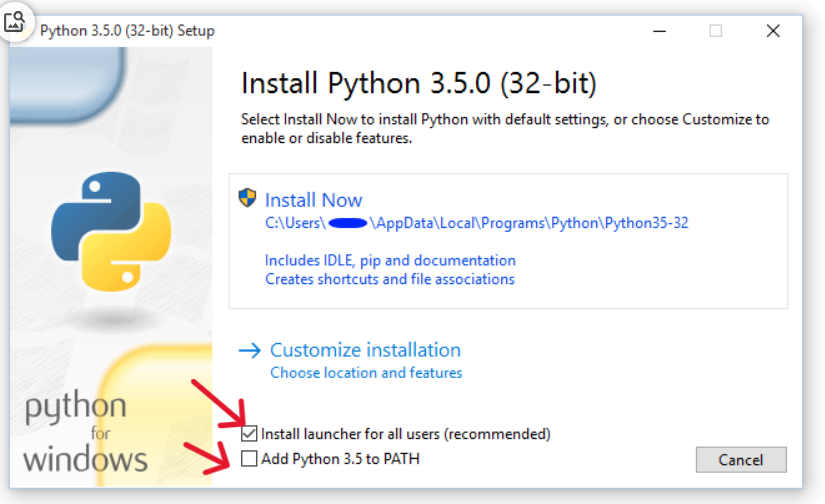 Python 3.5.0 (32-bit) Setup
Install Python 3.5.0 (32-bit)
Select Install Now to install Python with default settings, or choose Customize to
enable or disable features.
Install Now
C:\Users\ \AppData\Local\Programs\Python\Python35-32
Includes IDLE, pip and documentation
Creates shortcuts and file associations
Customize installation
Choose location and features
python
for
windows
Install launcher for all users (recommended)
Add Python 3.5 to PATH
Cancel